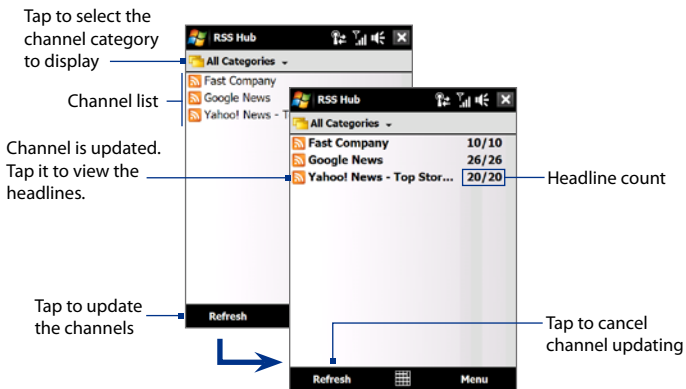 Tap to select the
channel category
to display
Channel list
Channel is updated.
Tap it to view the
headlines.
Tap to update
the channels
RSS Hub
All Categories
Fast Company
Google News
Yahoo! News - T
Refresh
RSS Hub
All Categories
Fast Company 10/10
Google News 26/26
Yahoo! News - Top Stor... 20/20
Refresh Menu
Headline count
Tap to cancel
channel updating